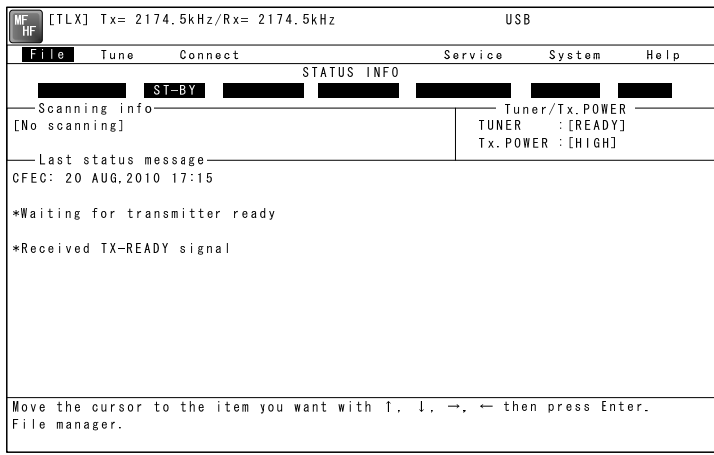 MF HF [TLX] Tx= 2174.5kHz/Rx= 2174.5kHz USB
File Tune Connect Service System Help
STATUS INFO
ST-BY
Scanning info Tuner/Tx.POWER
[No scanning] TUNER :[READY]
Tx.POWER :[HIGH]
Last status message
CFEC: 20 AUG,2010 17:15
*Waiting for transmitter ready
*Received TX-READY signal
Move the cursor to the item you want with ↑, ↓, →, ← then press Enter.
File manager.